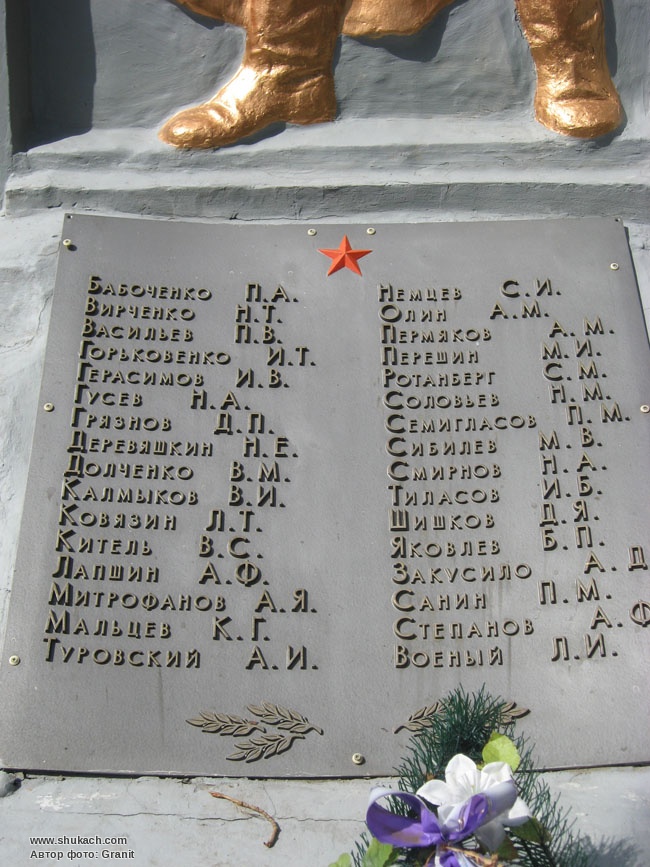 Бабоченко П.А.
Вирченко Н.Т.
Васильев П.В.
Горьковенко И.Т.
Герасимов И.В.
Гусев Н.А.
Грязнов Д.П.
Деревяшкин Н.Е.
Долченко В.М.
Калмыков В.И.
Ковязин Л.Т.
Китель В.С.
Лапшин А.Ф.
Митрофанов А.Я.
Мальцев К.Г.
Туровский А.И.
Немцев С.И.
Олин А.М.
Пермяков А.М.
Перешин М.И.
Ротанберг С.М.
Соловьев Н.М.
Семигласов П.М.
Сибилев М.В.
Смирнов Н.А.
Тиласов И.Б.
Шишков Д.Я.
Яковлев Б.П.
Закусило А.Д
Санин П.М.
Степанов А.Ф
Военый Л.И.
www.shukach.com
Автор фото: Granit